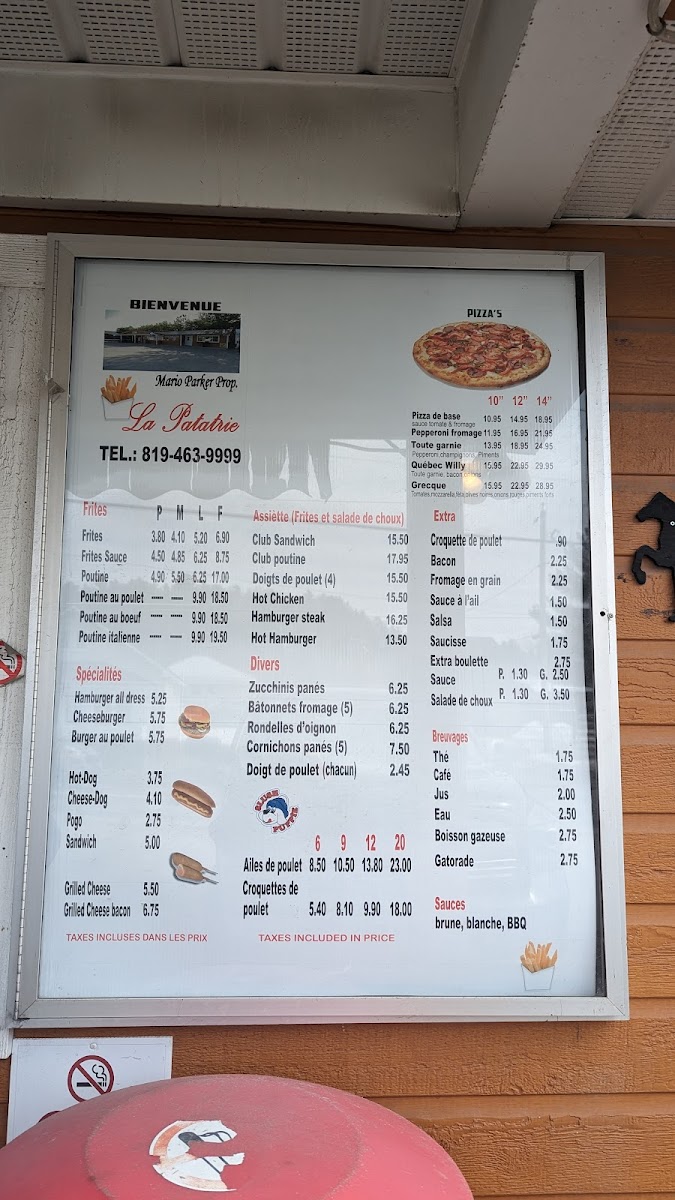 BIENVENUE
Mario Parker Prop.
La Patatrie
TEL.: 819-463-9999
PIZZA'S
10" 12" 14"
Pizza de base 10.95 14.95 18.95
sauce tomate & fromage
Pepperoni fromage 11.95 16.95 21.95
Toute garnie 13.95 18.95 24.95
Pepperoni,champignons, Piments
Québec Willy 15.95 22.95 29.95
Toute garnie, bacon, onions
Grecque 15.95 22.95 28.95
Frites P M L F
Frites 3.80 4.10 5.20 6.90
Frites Sauce 4.50 4.85 6.25 8.75
Poutine 4.90 5.50 6.25 17.00
Poutine au poulet ----- ----- 9.90 18.50
Poutine au boeuf ----- ----- 9.90 18.50
Poutine italienne ----- ----- 9.90 19.50
Spécialités
Hamburger all dress 5.25
Cheeseburger 5.75
Burger au poulet 5.75
Hot-Dog 3.75
Cheese-Dog 4.10
Pogo 2.75
Sandwich 5.00
Grilled Cheese 5.50
Grilled Cheese bacon 6.75
TAXES INCLUSES DANS LES PRIX
Assiette (Frites et salade de choux)
Club Sandwich 15.50
Club poutine 17.95
Doigts de poulet (4) 15.50
Hot Chicken 15.50
Hamburger steak 16.25
Hot Hamburger 13.50
Divers
Zucchinis panés 6.25
Bâtonnets fromage (5) 6.25
Rondelles d'oignon 6.25
Cornichons panés (5) 7.50
Doigt de poulet (chacun) 2.45
SLUSH PUPPIE
6 9 12 20
Ailes de poulet 8.50 10.50 13.80 23.00
Croquettes de
poulet 5.40 8.10 9.90 18.00
TAXES INCLUDED IN PRICE
Extra
Croquette de poulet .90
Bacon 2.25
Fromage en grain 2.25
Sauce à l'ail 1.50
Salsa 1.50
Saucisse 1.75
Extra boulette 2.75
Sauce P. 1.30 G. 2.50
Salade de choux P. 1.30 G. 3.50
Breuvages
Thé 1.75
Café 1.75
Jus 2.00
Eau 2.50
Boisson gazeuse 2.75
Gatorade 2.75
Sauces
brune, blanche, BBQ